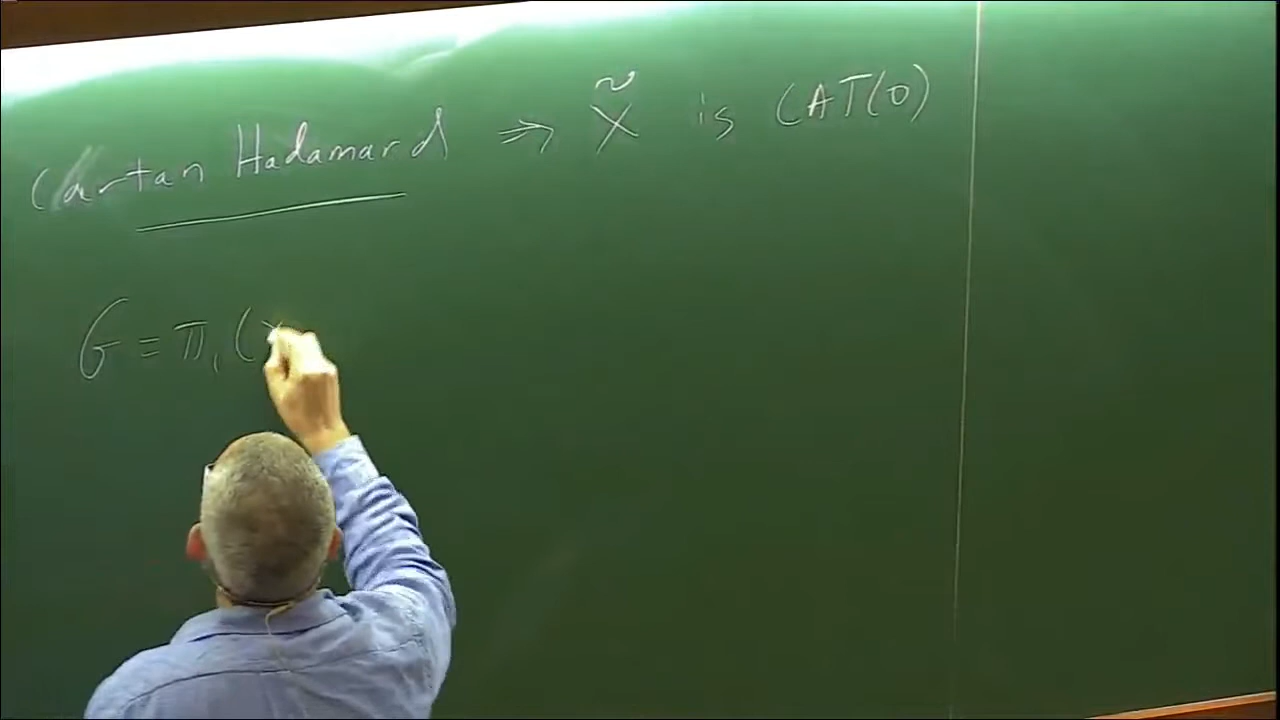 Cartan Hadamard ⇒ X̃ is CAT(0)
G = π₁(X